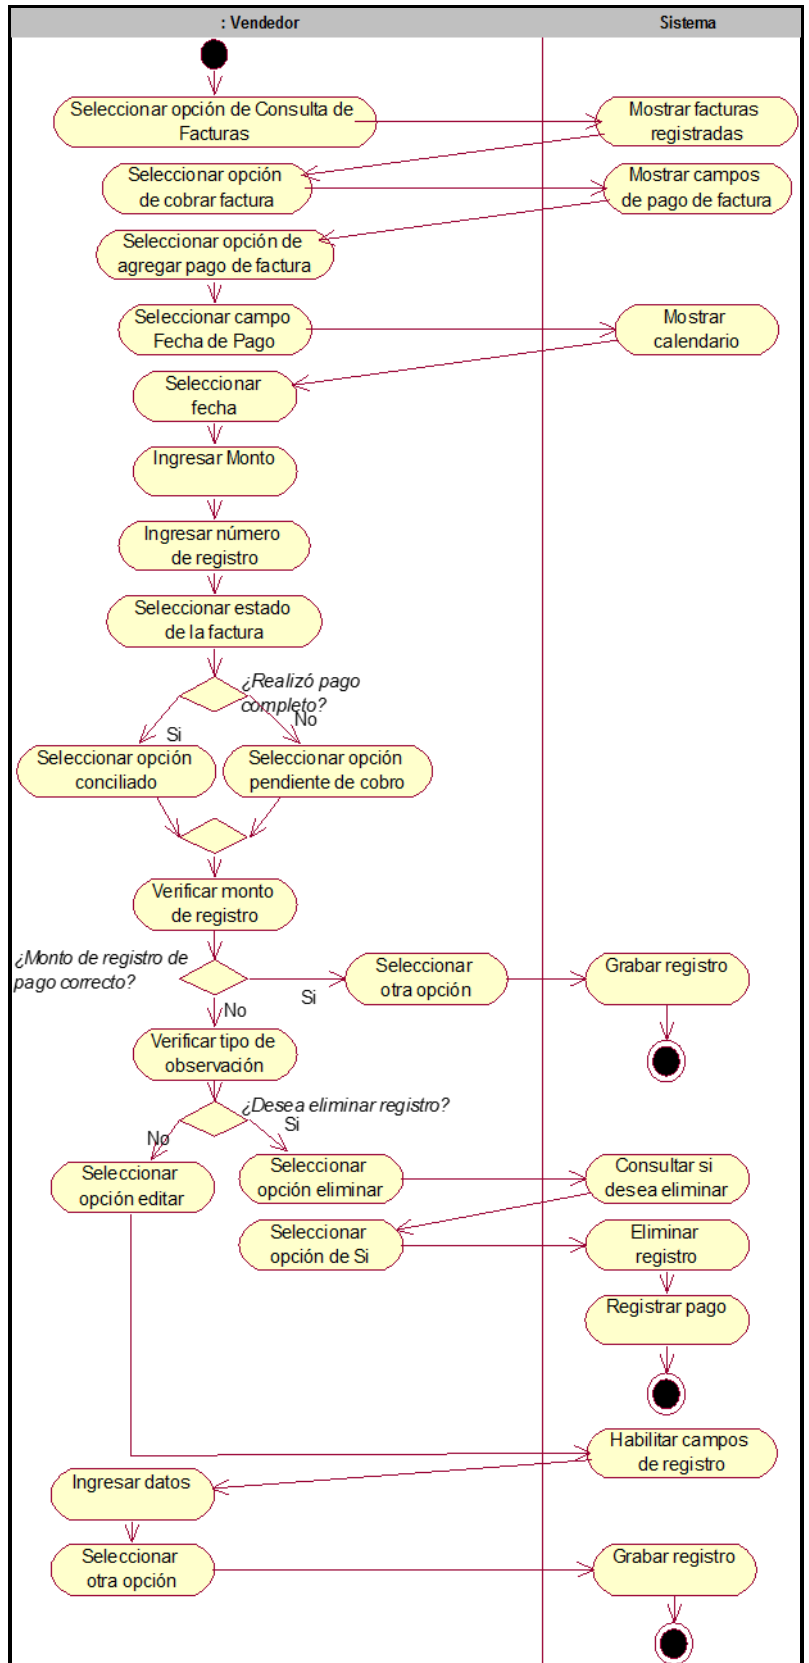 : Vendedor
Sistema
Seleccionar opción de Consulta de
Facturas
Mostrar facturas
registradas
Seleccionar opción
de cobrar factura
Mostrar campos
de pago de factura
Seleccionar opción de
agregar pago de factura
Seleccionar campo
Fecha de Pago
Mostrar
calendario
Seleccionar
fecha
Ingresar Monto
Ingresar número
de registro
Seleccionar estado
de la factura
¿Realizó pago
completo?
Si
No
Seleccionar opción
conciliado
Seleccionar opción
pendiente de cobro
Verificar monto
de registro
¿Monto de registro de
pago correcto?
Si
Seleccionar
otra opción
Grabar registro
No
Verificar tipo de
observación
¿Desea eliminar registro?
No
Si
Seleccionar
opción editar
Seleccionar
opción eliminar
Consultar si
desea eliminar
Seleccionar
opción de Si
Eliminar
registro
Registrar pago
Habilitar campos
de registro
Ingresar datos
Seleccionar
otra opción
Grabar registro